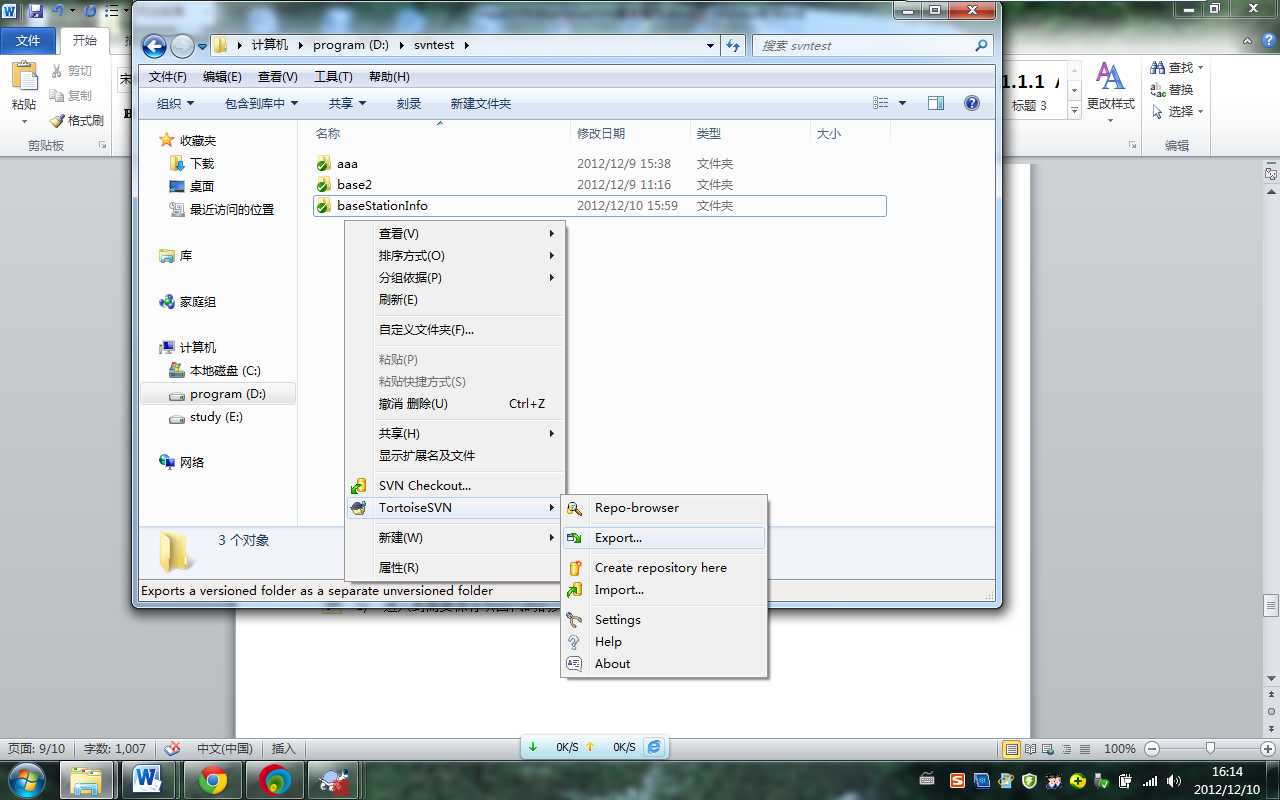 文件
开始
剪切
复制
粘贴
格式刷
剪贴板
宋
B
计算机
program (D:)
svntest
搜索 svntest
文件(F)
编辑(E)
查看(V)
工具(T)
帮助(H)
组织
包含到库中
共享
刻录
新建文件夹
收藏夹
下载
桌面
最近访问的位置
库
家庭组
计算机
本地磁盘 (C:)
program (D:)
study (E:)
网络
名称
修改日期
类型
大小
aaa 2012/12/9 15:38 文件夹
base2 2012/12/9 11:16 文件夹
baseStationInfo 2012/12/10 15:59 文件夹
查看(V)
排序方式(O)
分组依据(P)
刷新(E)
自定义文件夹(F)...
粘贴(P)
粘贴快捷方式(S)
撤消 删除(U) Ctrl+Z
共享(H)
显示扩展名及文件
SVN Checkout...
TortoiseSVN
新建(W)
属性(R)
Repo-browser
Export...
Create repository here
Import...
Settings
Help
About
3 个对象
Exports a versioned folder as a separate unversioned folder
1.1.1
标题 3
更改样式
查找
替换
选择
编辑
页面: 9/10
字数: 1,007
中文(中国)
插入
0K/S
0K/S
100%
16:14
2012/12/10